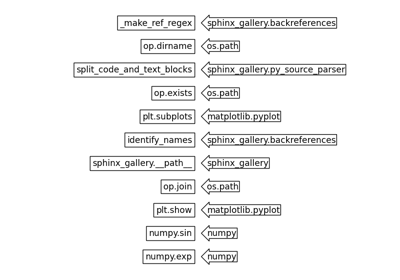 _make_ref_regex sphinx_gallery.backreferences
op.dirname os.path
split_code_and_text_blocks sphinx_gallery.py_source_parser
op.exists os.path
plt.subplots matplotlib.pyplot
identify_names sphinx_gallery.backreferences
sphinx_gallery.__path__ sphinx_gallery
op.join os.path
plt.show matplotlib.pyplot
numpy.sin numpy
numpy.exp numpy